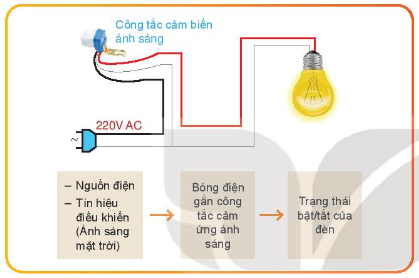 Công tắc cảm biến
ánh sáng
220V AC
~
– Nguồn điện
– Tín hiệu
điều khiển
(Ánh sáng
mặt trời)
Bóng điện
gắn công
tắc cảm
ứng ánh
sáng
Trạng thái
bật/tắt của
đèn